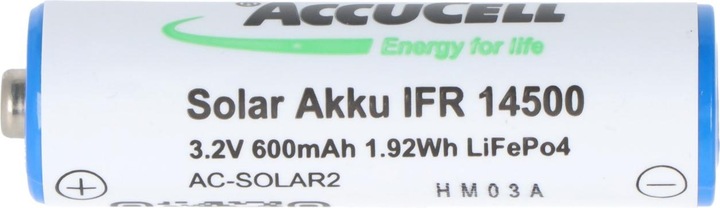 ACCUCELL
Energy for life
Solar Akku IFR 14500
3.2V 600mAh 1.92Wh LiFePo4
AC-SOLAR2
HM03A